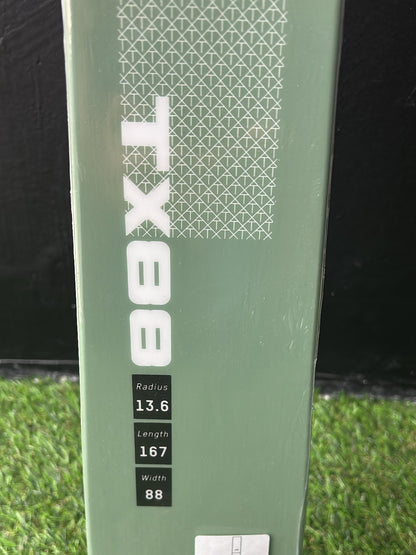 TX88
Radius
13.6
Length
167
Width
88